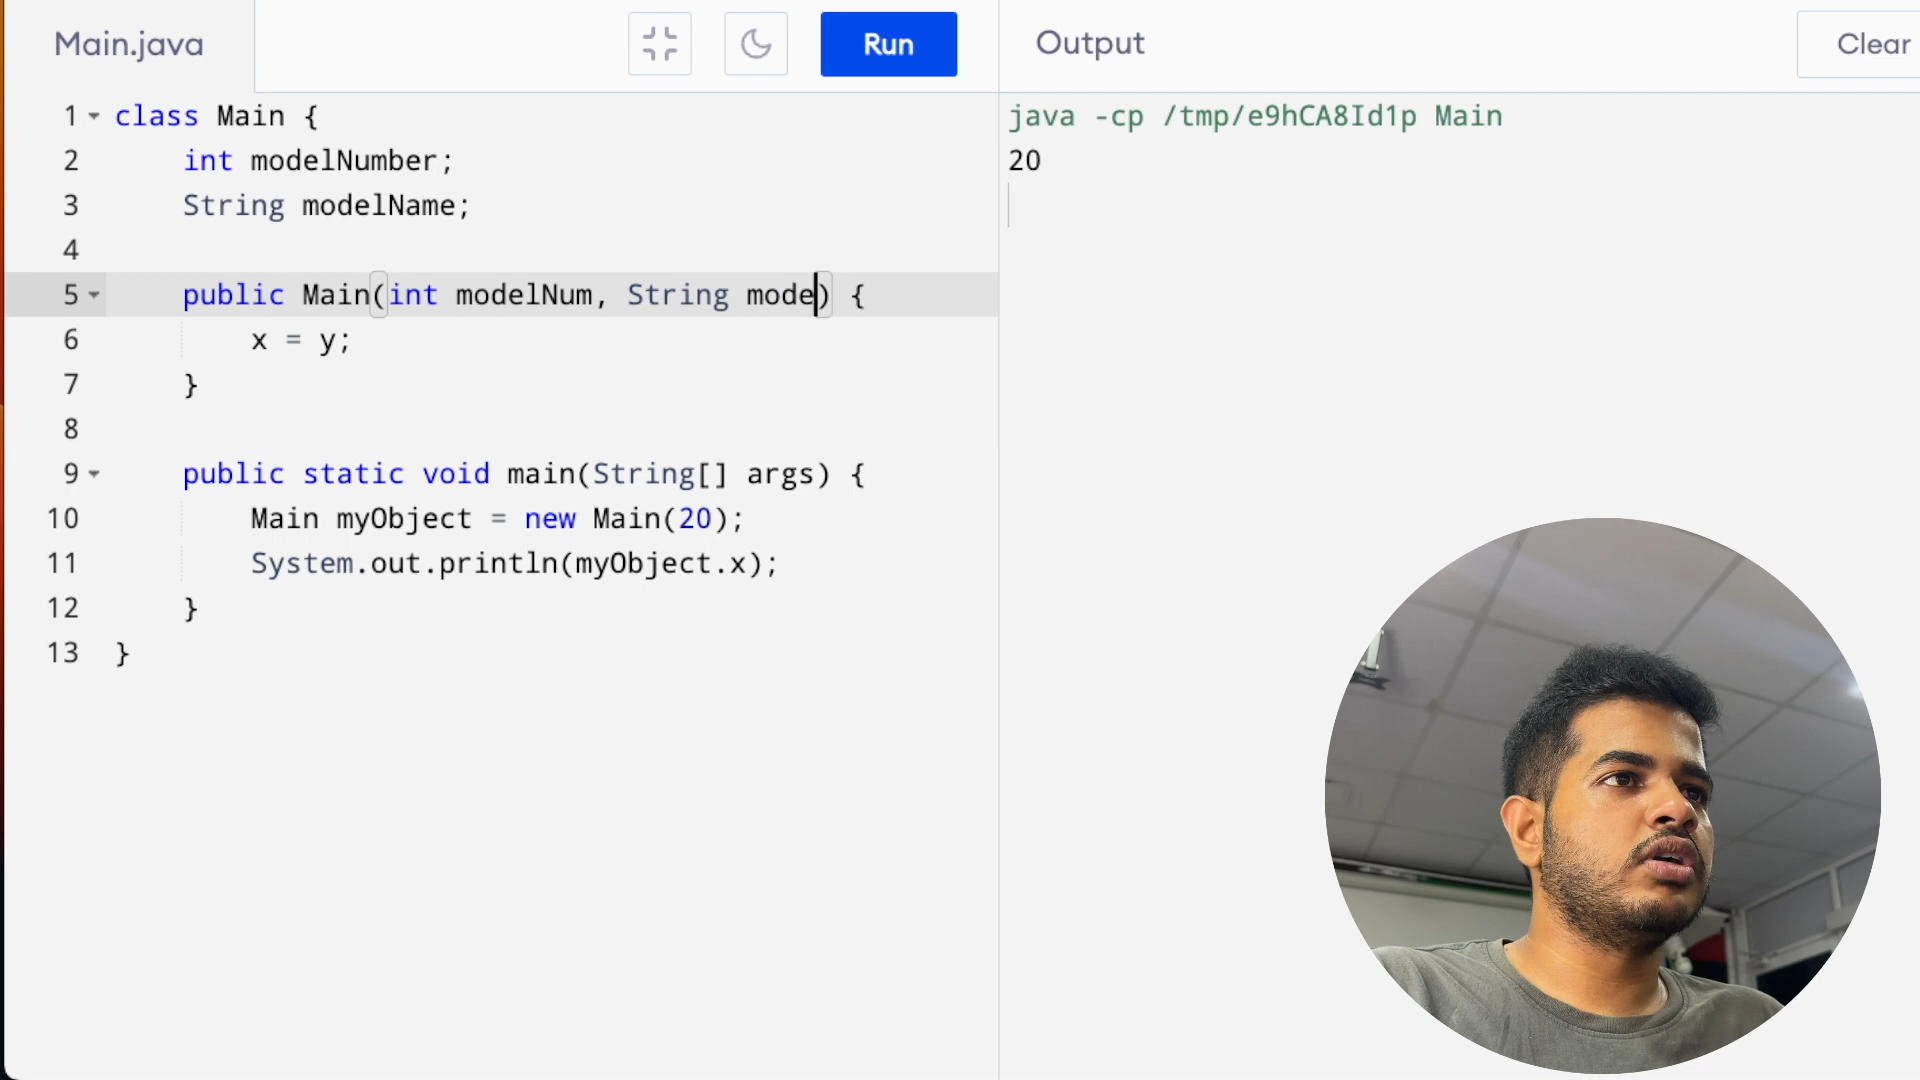 Main.java
Run
Output
Clear
1 class Main {
2 int modelNumber;
3 String modelName;
4
5 public Main(int modelNum, String mode) {
6 x = y;
7 }
8
9 public static void main(String[] args) {
10 Main myObject = new Main(20);
11 System.out.println(myObject.x);
12 }
13 }
java -cp /tmp/e9hCA8Id1p Main
20